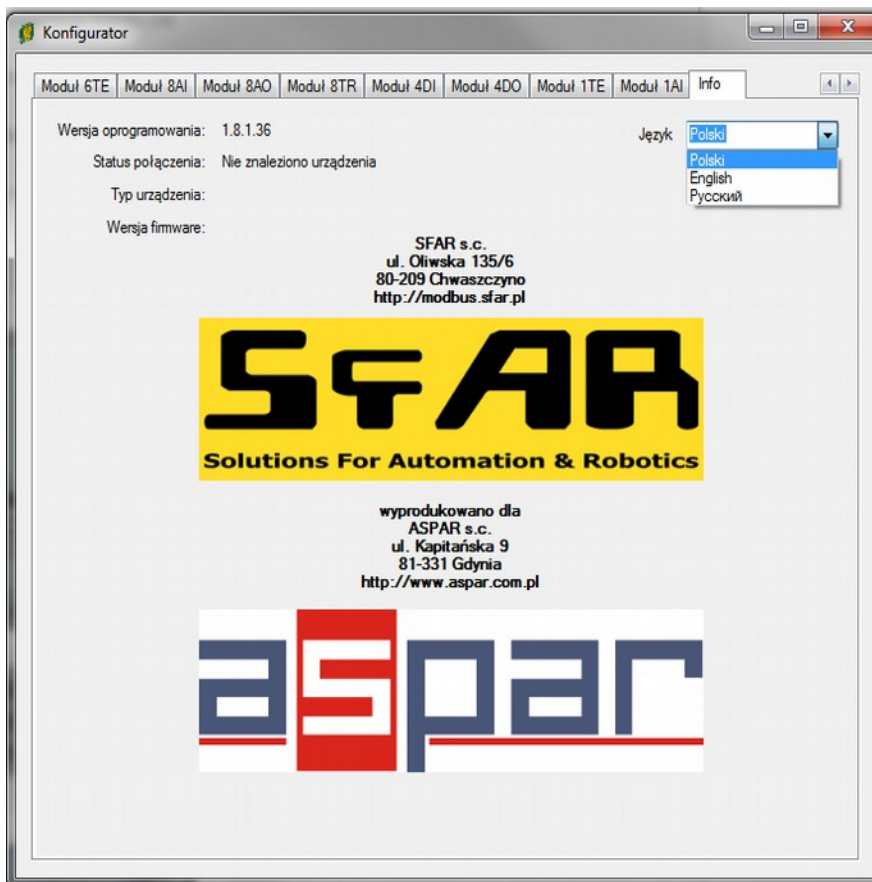 Konfigurator
Moduł 6TE Moduł 8AI Moduł 8AO Moduł 8TR Moduł 4DI Moduł 4DO Moduł 1TE Moduł 1AI Info
Wersja oprogramowania: 1.8.1.36
Język Polski
Polski
English
Русский
Status połączenia: Nie znaleziono urządzenia
Typ urządzenia:
Wersja firmware:
SFAR s.c.
ul. Oliwska 135/6
80-209 Chwaszczyno
http://modbus.sfar.pl
SfAR
Solutions For Automation & Robotics
wyprodukowano dla
ASPAR s.c.
ul. Kapitańska 9
81-331 Gdynia
http://www.aspar.com.pl
aspar